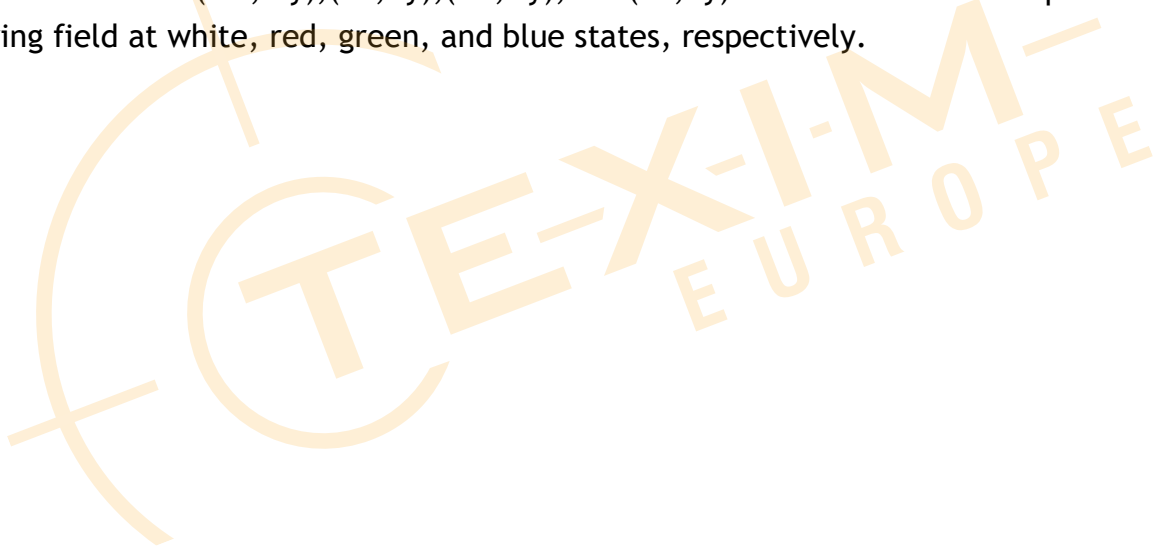 ing field at white, red, green, and blue states, respectively.
TEXIM
EUROPE